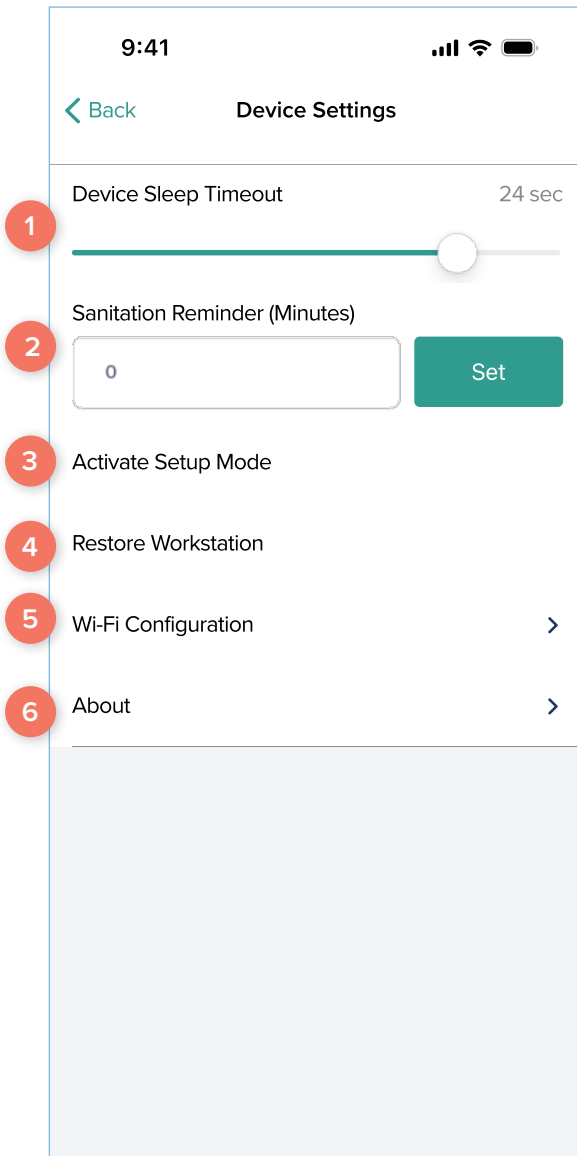 9:41
Back Device Settings
Device Sleep Timeout 24 sec
1
Sanitation Reminder (Minutes)
2
0 Set
3 Activate Setup Mode
4 Restore Workstation
5 Wi-Fi Configuration
6 About